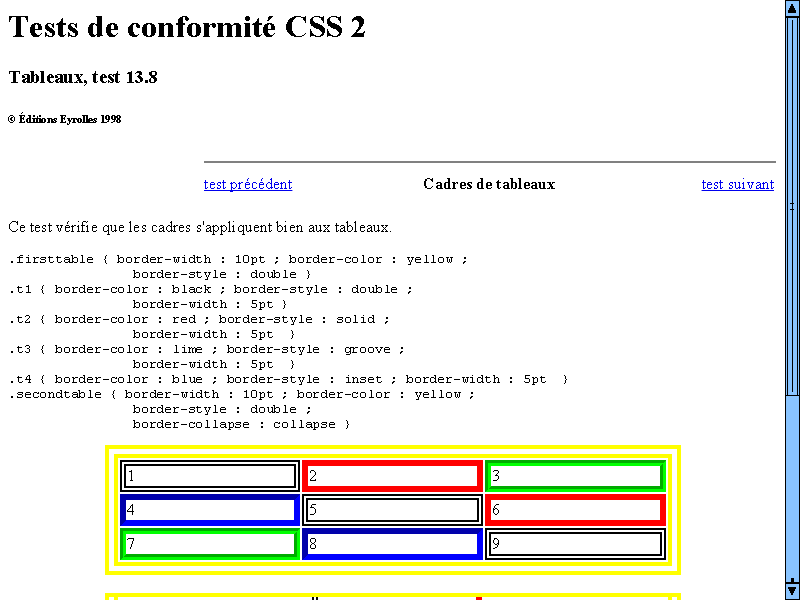 Tests de conformité CSS 2
Tableaux, test 13.8
© Éditions Eyrolles 1998
test précédent Cadres de tableaux test suivant
Ce test vérifie que les cadres s'appliquent bien aux tableaux.
.firsttable { border-width : 10pt ; border-color : yellow ;
border-style : double }
.t1 { border-color : black ; border-style : double ;
border-width : 5pt }
.t2 { border-color : red ; border-style : solid ;
border-width : 5pt }
.t3 { border-color : lime ; border-style : groove ;
border-width : 5pt }
.t4 { border-color : blue ; border-style : inset ; border-width : 5pt }
.secondtable { border-width : 10pt ; border-color : yellow ;
border-style : double ;
border-collapse : collapse }
1 2 3
4 5 6
7 8 9